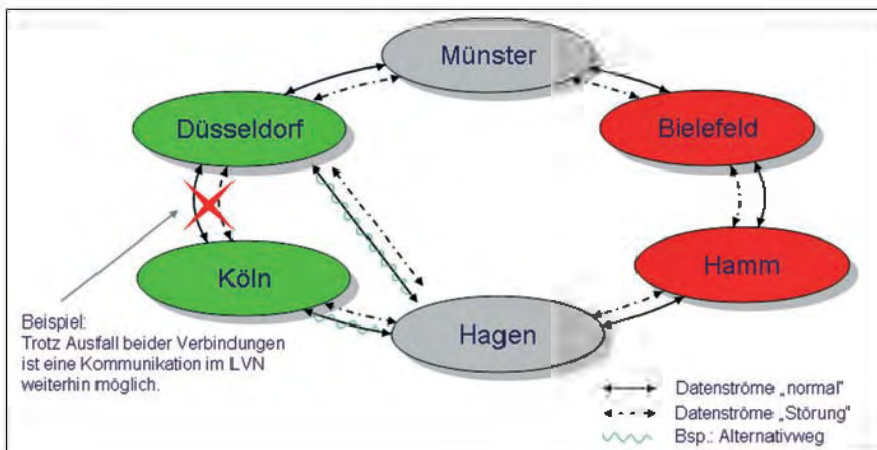 Münster
Düsseldorf
Bielefeld
Köln
Hamm
Hagen
Beispiel:
Trotz Ausfall beider Verbindungen
ist eine Kommunikation im LVN
weiterhin möglich.
Datenströme „normal"
Datenströme „Störung"
Bsp.: Alternativweg